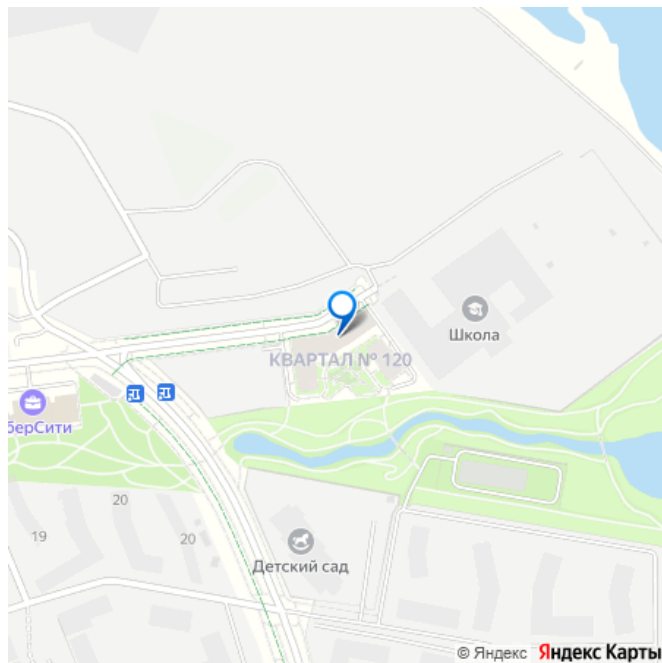 Школа
КВАРТАЛ № 120
берСити
20
19
20
Детский сад
© Яндекс Яндекс Карты